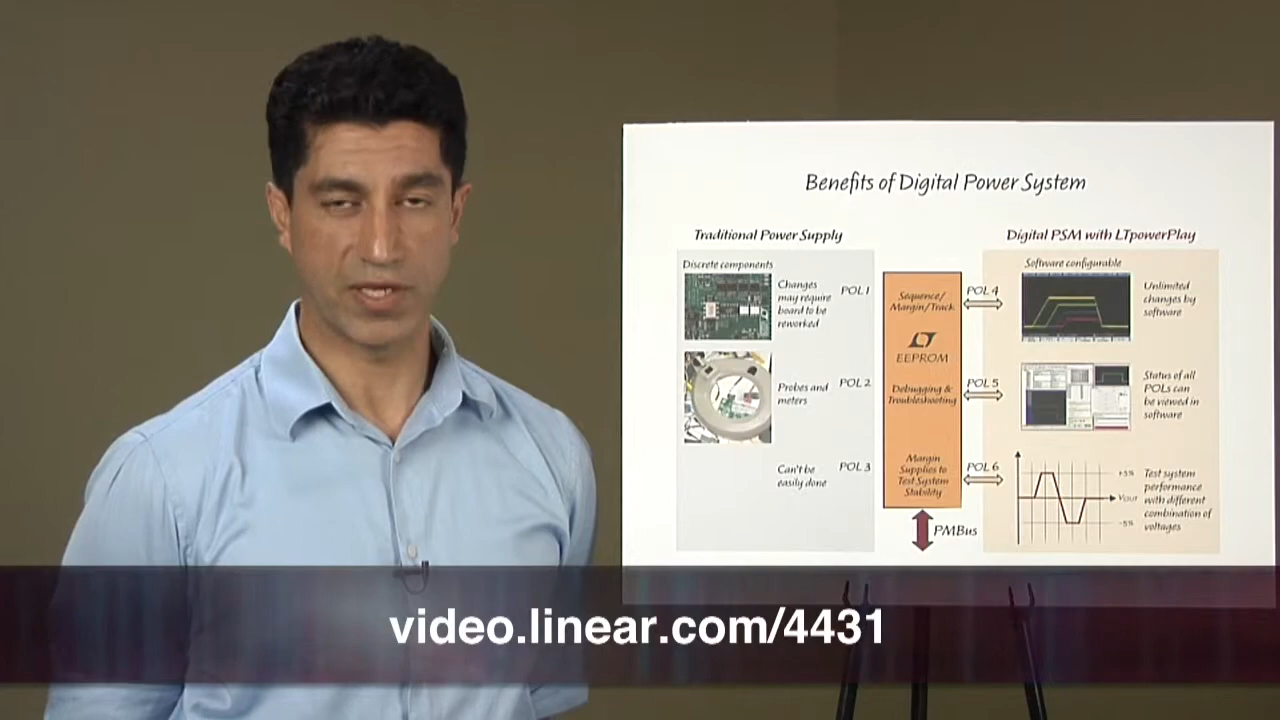 Benefits of Digital Power System
Traditional Power Supply
Digital PSM with LTpowerPlay
Discrete components
Changes
may require
board to be
reworked
POL 1
Probes and
meters
POL 2
Can't be
easily done
POL 3
Sequence/
Margin/Track
EEPROM
Debugging &
Troubleshooting
Margin
Supplies to
Test System
Stability
PMBus
POL 4
POL 5
POL 6
Software configurable
Unlimited
changes by
software
Status of all
POLs can
be viewed in
software
+5%
VOUT
-5%
Test system
performance
with different
combination of
voltages
video.linear.com/4431